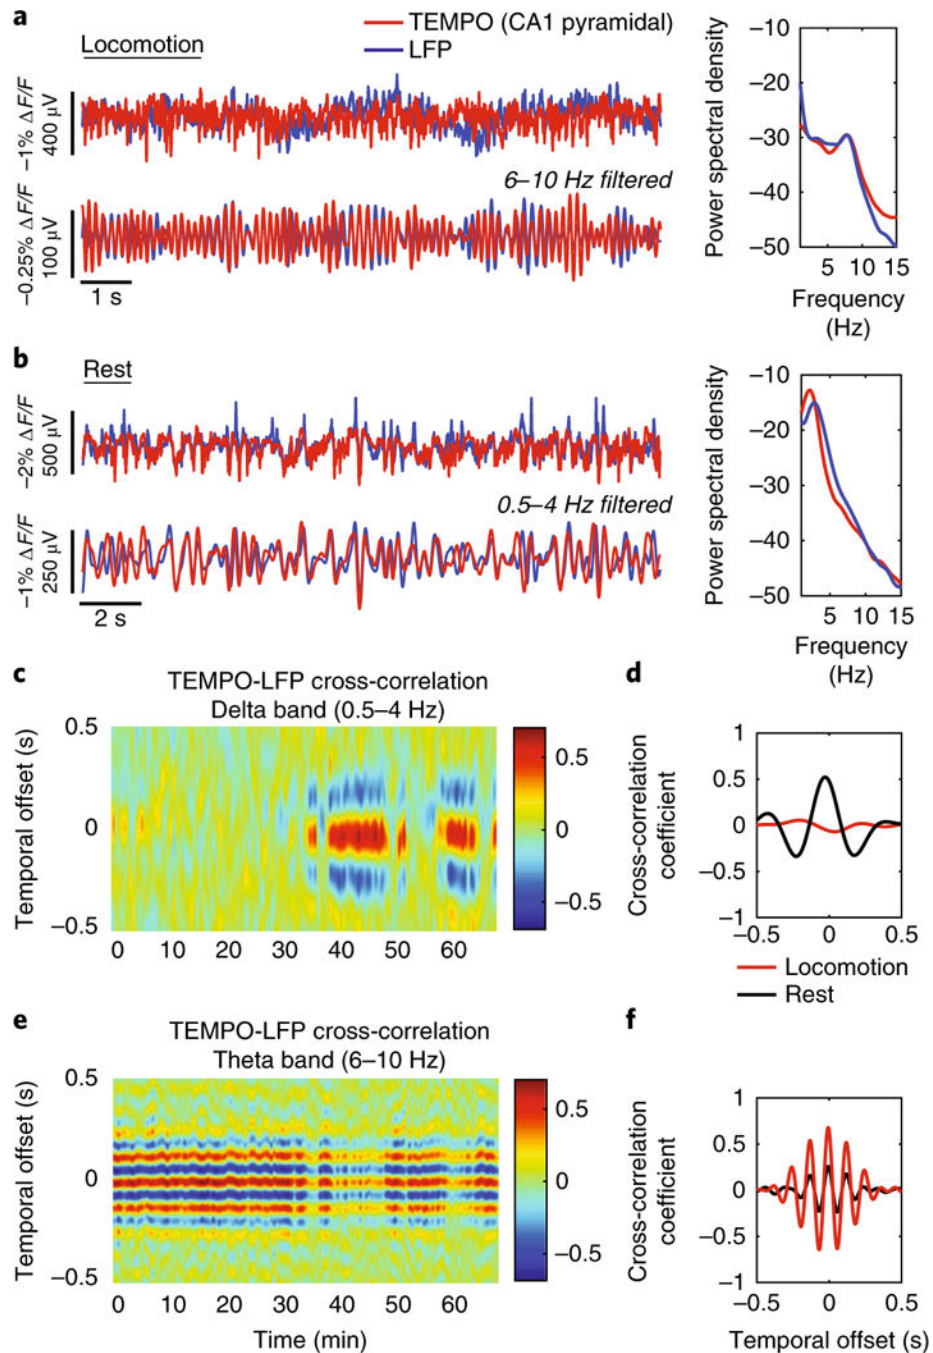 a
Locomotion
TEMPO (CA1 pyramidal)
LFP
−1% ΔF/F
400 μV
6–10 Hz filtered
−0.25% ΔF/F
100 μV
1 s
Power spectral density
−10
−20
−30
−40
−50
5 10 15
Frequency
(Hz)
b
Rest
−2% ΔF/F
500 μV
0.5–4 Hz filtered
−1% ΔF/F
250 μV
2 s
Power spectral density
−10
−20
−30
−40
−50
5 10 15
Frequency
(Hz)
c
TEMPO-LFP cross-correlation
Delta band (0.5–4 Hz)
Temporal offset (s)
0.5
0
−0.5
0 10 20 30 40 50 60
0.5
0
−0.5
d
Cross-correlation
coefficient
1
0.5
0
−0.5
−1
−0.5 0 0.5
Locomotion
Rest
e
TEMPO-LFP cross-correlation
Theta band (6–10 Hz)
Temporal offset (s)
0.5
0
−0.5
0 10 20 30 40 50 60
Time (min)
0.5
0
−0.5
f
Cross-correlation
coefficient
1
0.5
0
−0.5
−1
−0.5 0 0.5
Temporal offset (s)